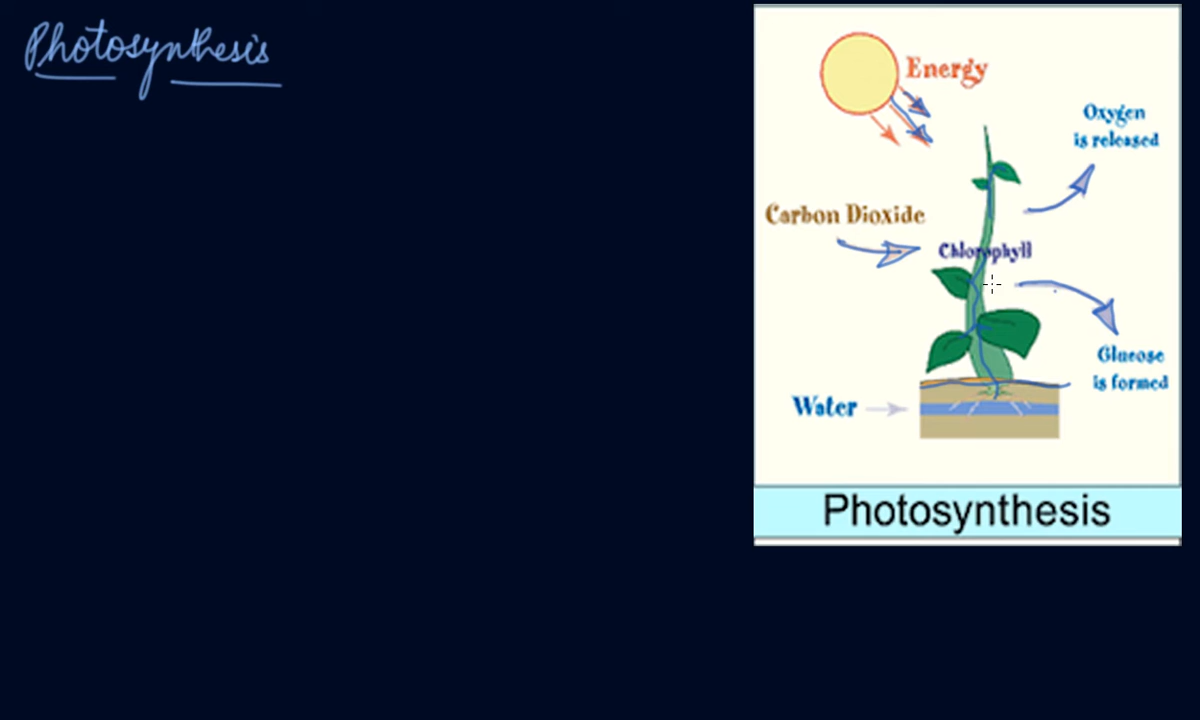 Photosynthesis
Energy
Oxygen
is released
Carbon Dioxide
Chlorophyll
Glucose
is formed
Water
Photosynthesis